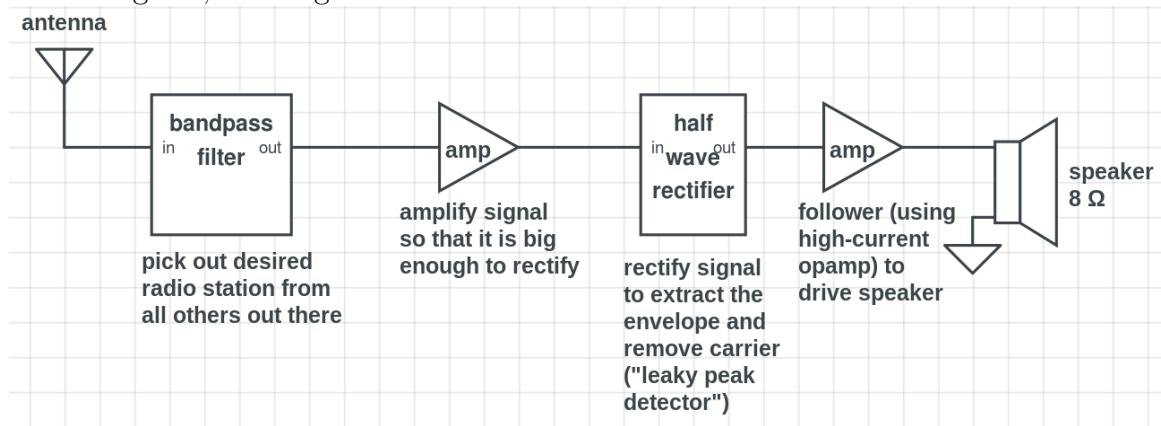 antenna
bandpass
in
out
filter
amp
half
in
out
wave
rectifier
amp
speaker
8 Ω
amplify signal
so that it is big
enough to rectify
follower (using
high-current
opamp) to
drive speaker
pick out desired
radio station from
all others out there
rectify signal
to extract the
envelope and
remove carrier
("leaky peak
detector")